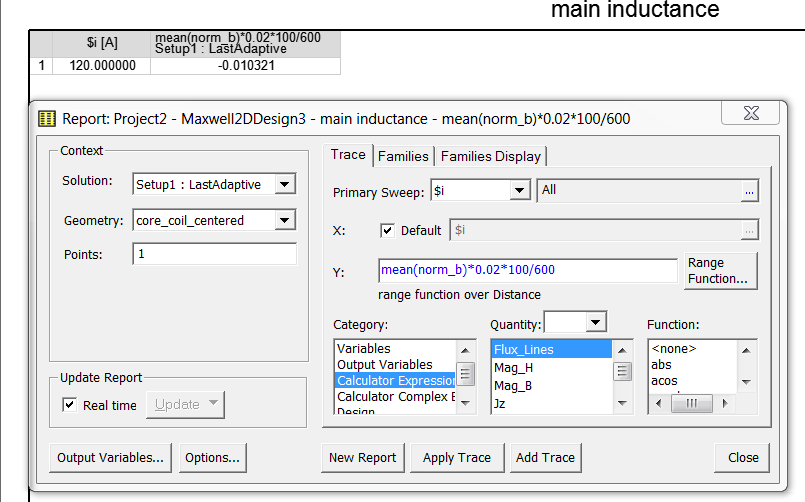 main inductance
$i [A]
mean(norm_b)*0.02*100/600
Setup1 : LastAdaptive
1 120.000000 -0.010321
Report: Project2 - Maxwell2DDesign3 - main inductance - mean(norm_b)*0.02*100/600
Context
Solution: Setup1 : LastAdaptive
Geometry: core_coil_centered
Points: 1
Update Report
Real time Update
Trace Families Families Display
Primary Sweep: $i All ...
X: Default $i ...
Y: mean(norm_b)*0.02*100/600 Range
Function...
range function over Distance
Category: Quantity: Function:
Variables Flux_Lines <none>
Output Variables Mag_H abs
Calculator Expression Mag_B acos
Calculator Complex E Jz
Design
Output Variables... Options... New Report Apply Trace Add Trace Close